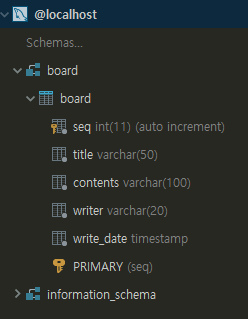 @localhost
Schemas...
board
board
seq int(11) (auto increment)
title varchar(50)
contents varchar(100)
writer varchar(20)
write_date timestamp
PRIMARY (seq)
information_schema